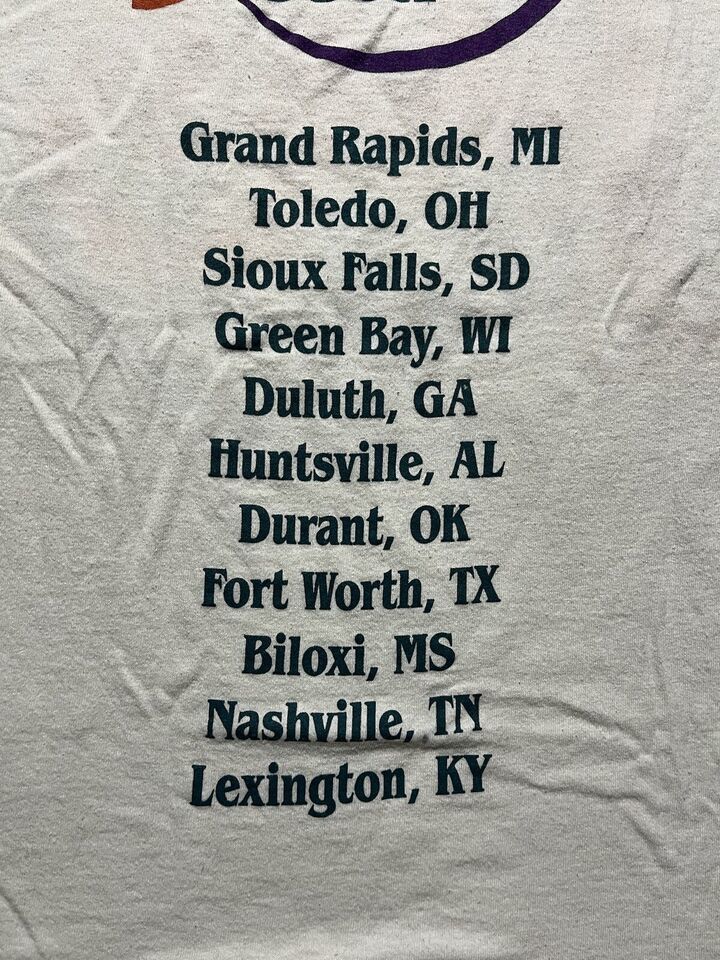 Grand Rapids, MI
Toledo, OH
Sioux Falls, SD
Green Bay, WI
Duluth, GA
Huntsville, AL
Durant, OK
Fort Worth, TX
Biloxi, MS
Nashville, TN
Lexington, KY